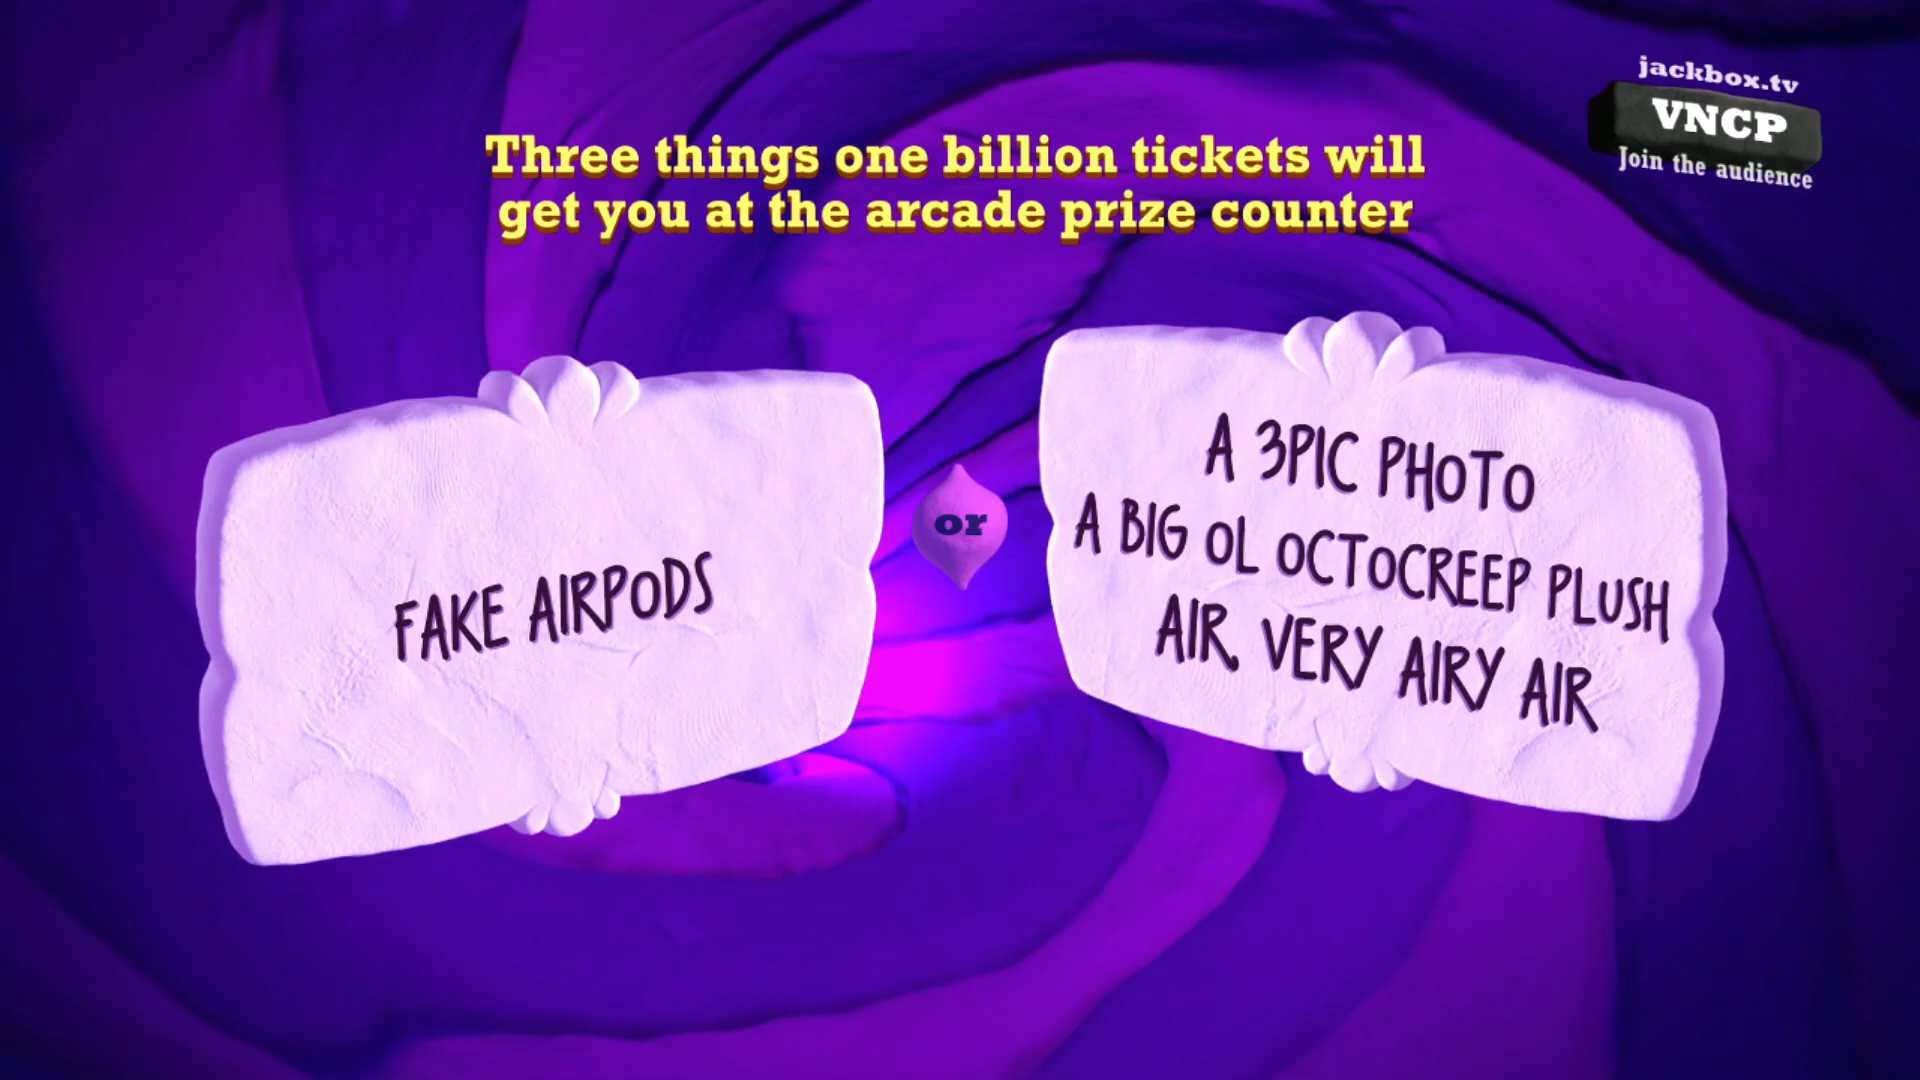 jackbox.tv
VNCP
Join the audience
Three things one billion tickets will
get you at the arcade prize counter
FAKE AIRPODS
or
A 3PIC PHOTO
A BIG OL OCTOCREEP PLUSH
AIR, VERY AIRY AIR